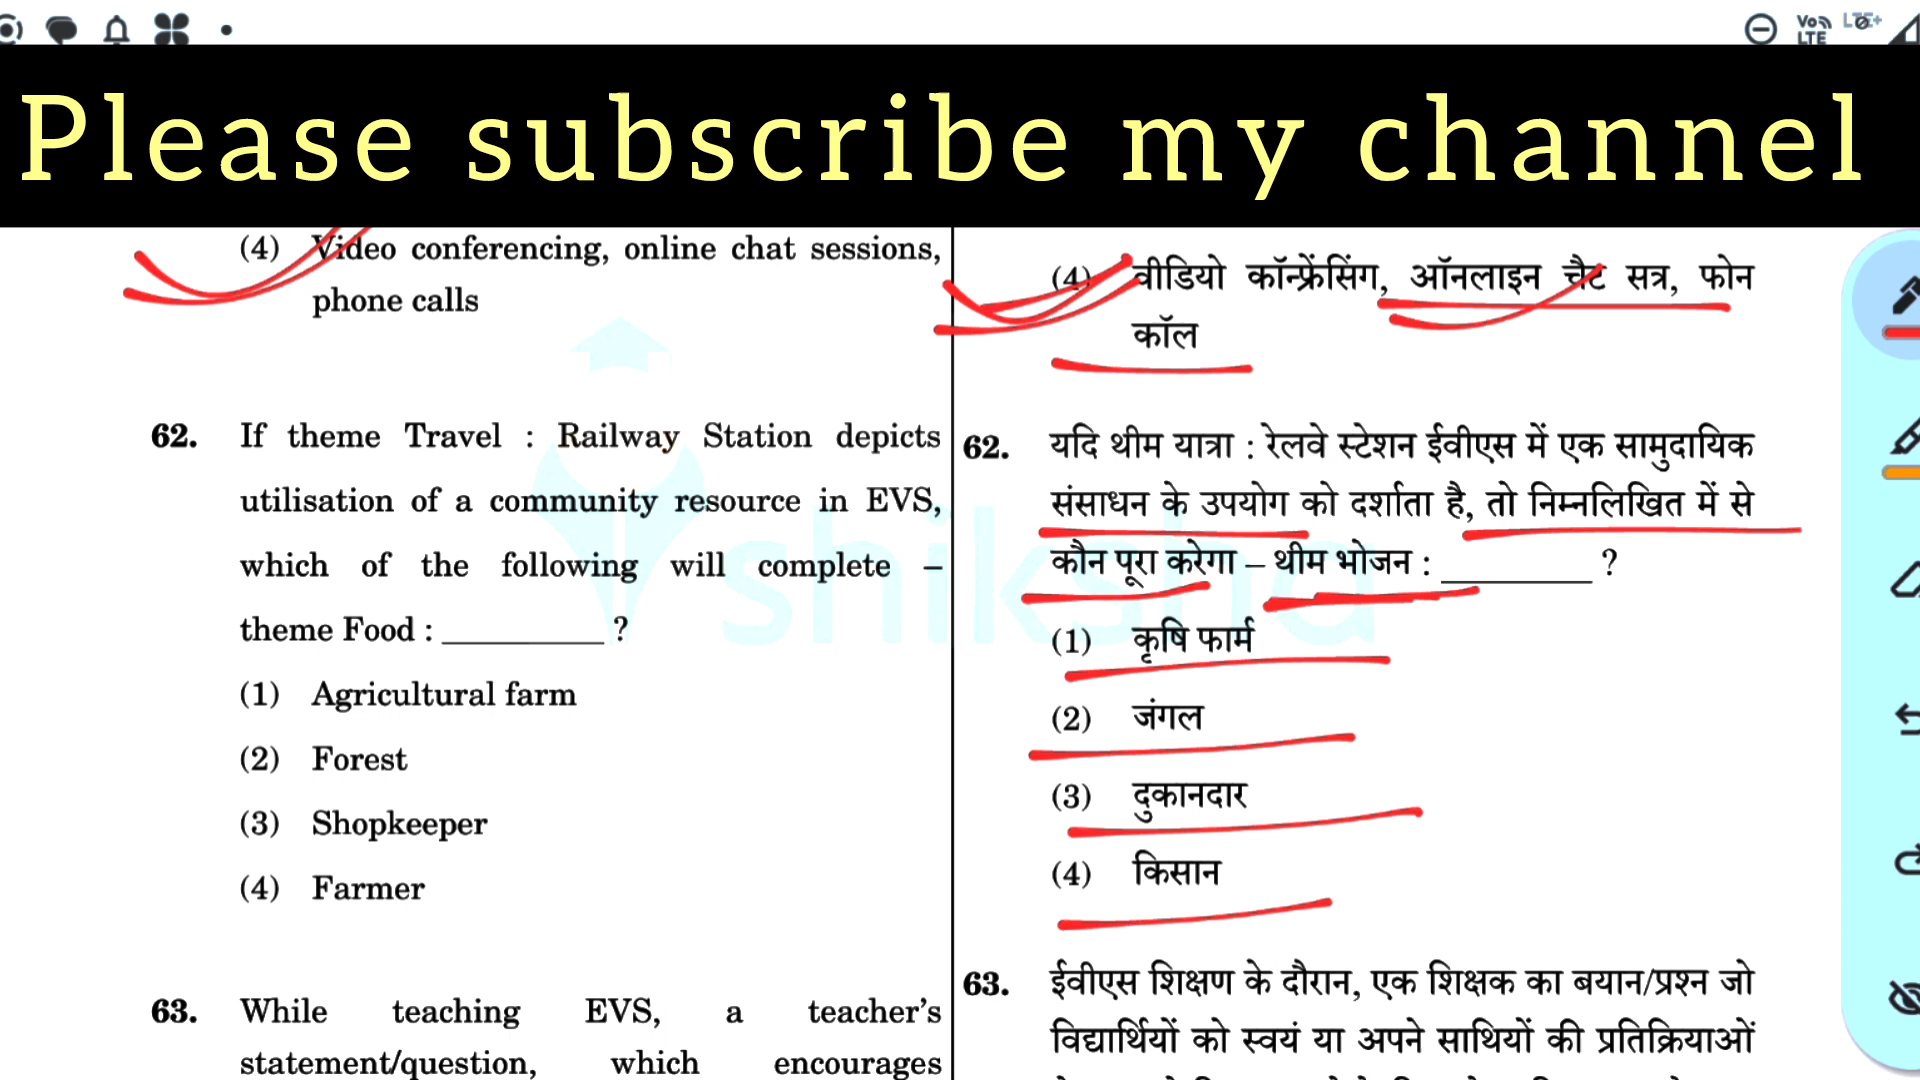 Vo
LTE
LTE+
Please subscribe my channel
(4) Video conferencing, online chat sessions,
phone calls
62. If theme Travel : Railway Station depicts
utilisation of a community resource in EVS,
which of the following will complete –
theme Food : __________ ?
(1) Agricultural farm
(2) Forest
(3) Shopkeeper
(4) Farmer
63. While teaching EVS, a teacher's
statement/question, which encourages
(4) वीडियो कॉन्फ्रेंसिंग, ऑनलाइन चैट सत्र, फोन
कॉल
62. यदि थीम यात्रा : रेलवे स्टेशन ईवीएस में एक सामुदायिक
संसाधन के उपयोग को दर्शाता है, तो निम्नलिखित में से
कौन पूरा करेगा – थीम भोजन : __________ ?
(1) कृषि फार्म
(2) जंगल
(3) दुकानदार
(4) किसान
63. ईवीएस शिक्षण के दौरान, एक शिक्षक का बयान/प्रश्न जो
विद्यार्थियों को स्वयं या अपने साथियों की प्रतिक्रियाओं
shiksha